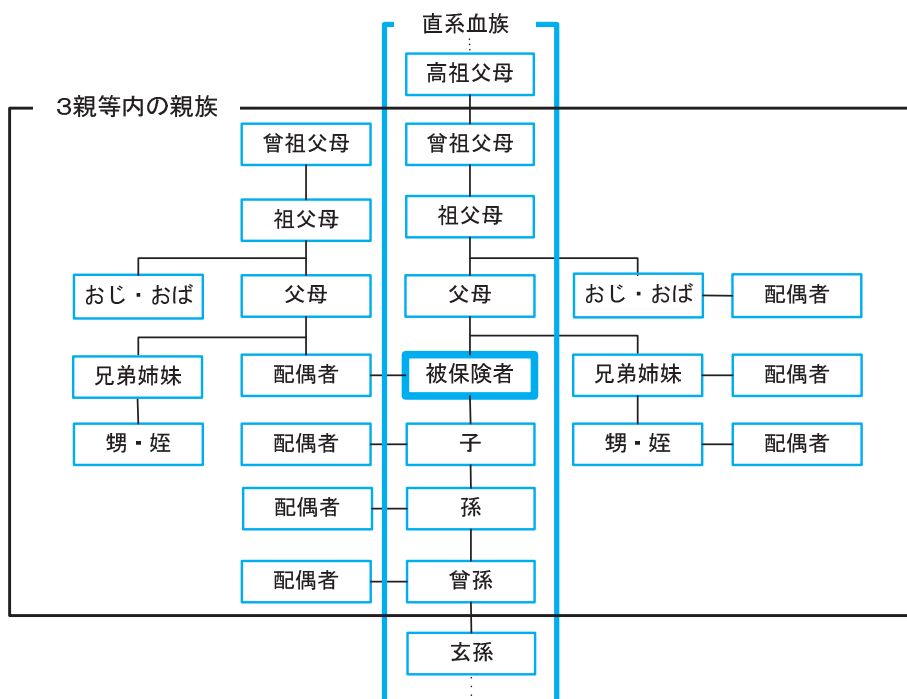 直系血族
高祖父母
3親等内の親族
曾祖父母 曾祖父母
祖父母 祖父母
おじ・おば 父母 父母 おじ・おば 配偶者
兄弟姉妹 配偶者 被保険者 兄弟姉妹 配偶者
甥・姪 配偶者 子 甥・姪 配偶者
配偶者 孫
配偶者 曾孫
玄孫